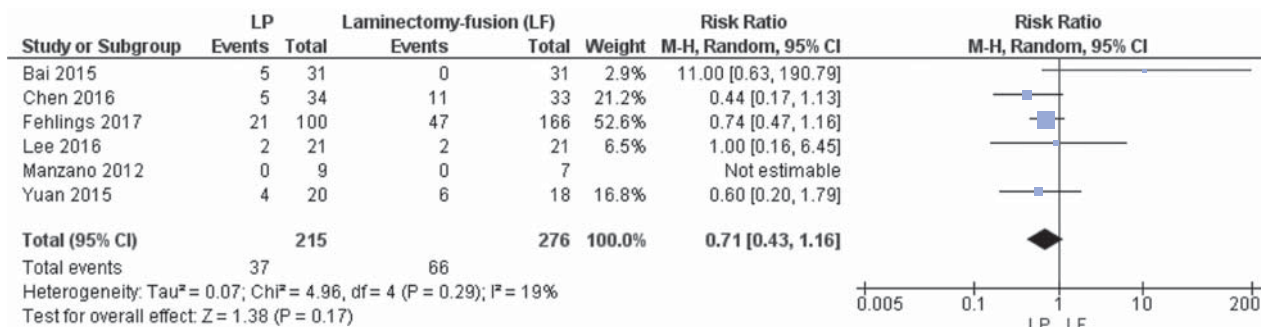 LP Laminectomy-fusion (LF) Risk Ratio Risk Ratio
Study or Subgroup Events Total Events Total Weight M-H, Random, 95% CI M-H, Random, 95% CI
Bai 2015 5 31 0 31 2.9% 11.00 [0.63, 190.79]
Chen 2016 5 34 11 33 21.2% 0.44 [0.17, 1.13]
Fehlings 2017 21 100 47 166 52.6% 0.74 [0.47, 1.16]
Lee 2016 2 21 2 21 6.5% 1.00 [0.16, 6.45]
Manzano 2012 0 9 0 7 Not estimable
Yuan 2015 4 20 6 18 16.8% 0.60 [0.20, 1.79]
Total (95% CI) 215 276 100.0% 0.71 [0.43, 1.16]
Total events 37 66
Heterogeneity: Tau² = 0.07; Chi² = 4.96, df = 4 (P = 0.29); I² = 19%
Test for overall effect: Z = 1.38 (P = 0.17)
0.005 0.1 1 10 200
LP LF